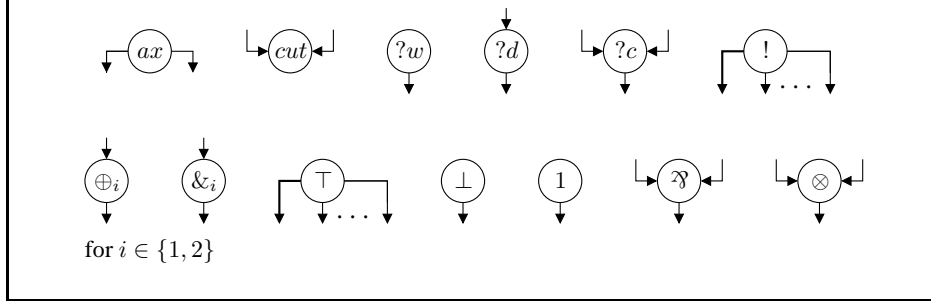 ax cut ?w ?d ?c ! ...
⊕i &i ⊤ ... ⊥ 1 ⅋ ⊗
for i ∈ {1, 2}